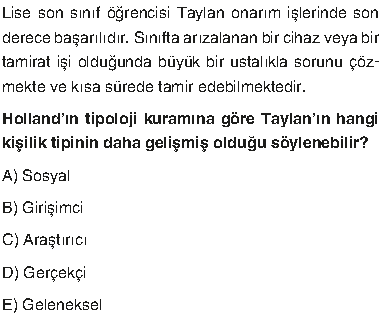 Lise son sınıf öğrencisi Taylan onarım işlerinde son
derece başarılıdır. Sınıfta arızalanan bir cihaz veya bir
tamirat işi olduğunda büyük bir ustalıkla sorunu çöz-
mekte ve kısa sürede tamir edebilmektedir.
Holland’ın tipoloji kuramına göre Taylan’ın hangi
kişilik tipinin daha gelişmiş olduğu söylenebilir?
A) Sosyal
B) Girişimci
C) Araştırıcı
D) Gerçekçi
E) Geleneksel